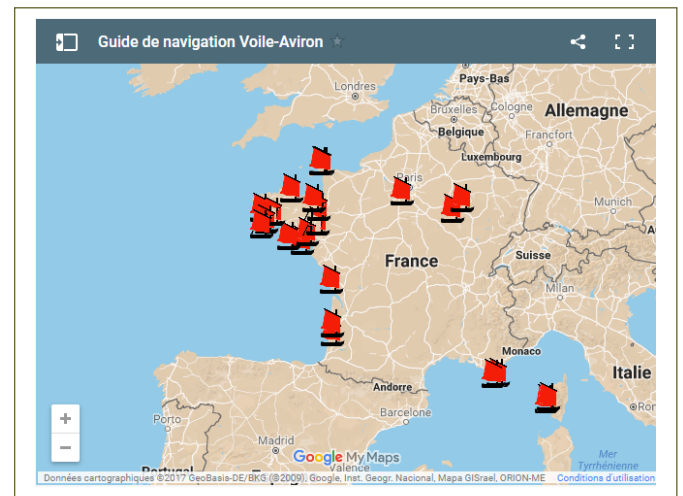 Guide de navigation Voile-Aviron
Londres
Pays-Bas
Bruxelles
Cologne
Allemagne
Belgique
Francfort
Luxembourg
Paris
Munich
France
Suisse
Milan
Monaco
Italie
Andorre
Barcelone
Porto
Madrid
Portugal
Valence
Mer
Tyrrhénienne
+
−
Google My Maps
Données cartographiques ©2017 GeoBasis-DE/BKG (©2009), Google, Inst. Geogr. Nacional, Mapa GISrael, ORION-ME
Conditions d'utilisation